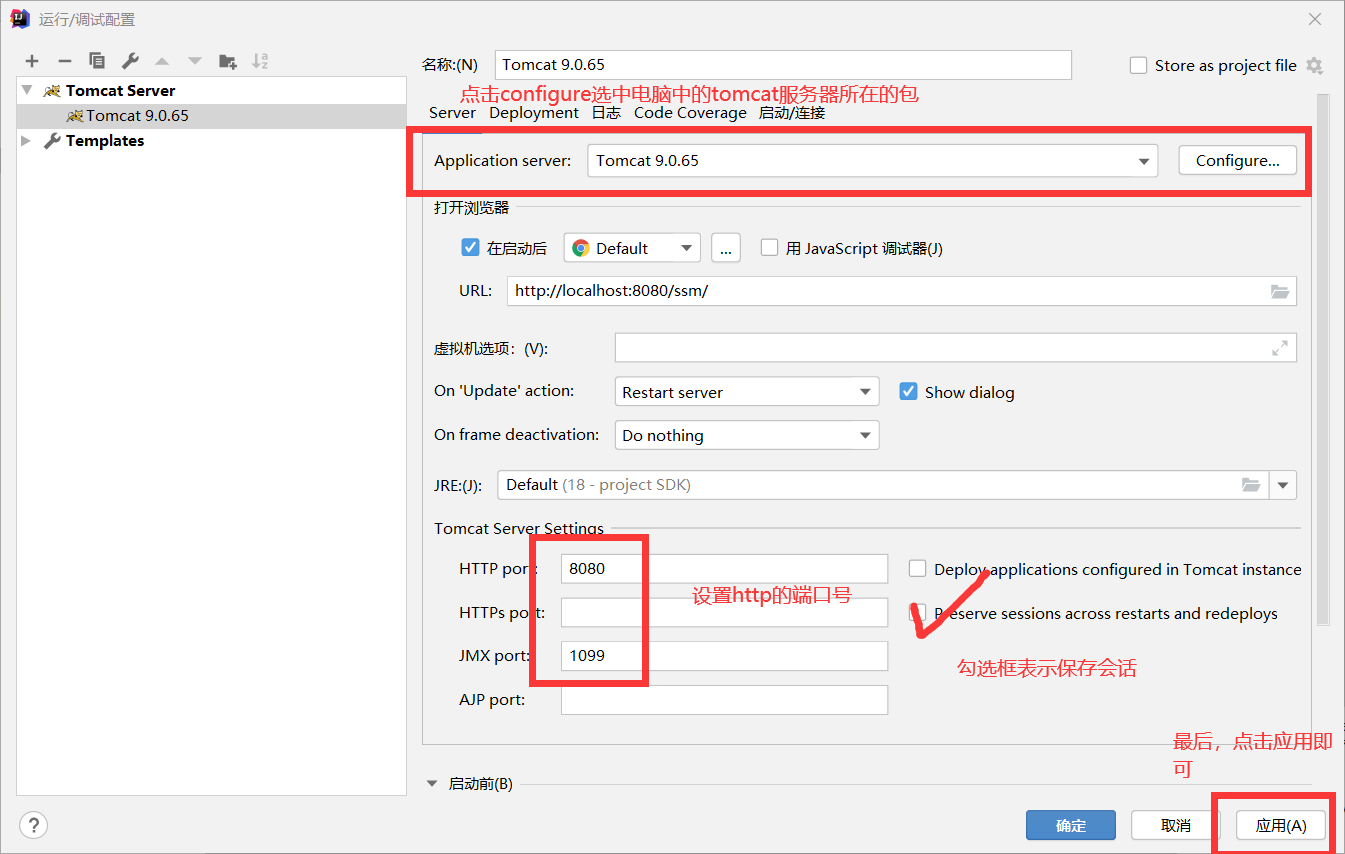 运行/调试配置
名称:(N) Tomcat 9.0.65 Store as project file
Tomcat Server
Tomcat 9.0.65
Templates
点击configure选中电脑中的tomcat服务器所在的包
Server Deployment 日志 Code Coverage 启动/连接
Application server: Tomcat 9.0.65 Configure...
打开浏览器
在启动后 Default ... 用 JavaScript 调试器(J)
URL: http://localhost:8080/ssm/
虚拟机选项: (V):
On 'Update' action: Restart server Show dialog
On frame deactivation: Do nothing
JRE:(J): Default (18 - project SDK)
Tomcat Server Settings
HTTP port: 8080 Deploy applications configured in Tomcat instance
设置http的端口号
HTTPs port: Preserve sessions across restarts and redeploys
JMX port: 1099
勾选框表示保存会话
AJP port:
最后，点击应用即
可
启动前(B)
? 确定 取消 应用(A)